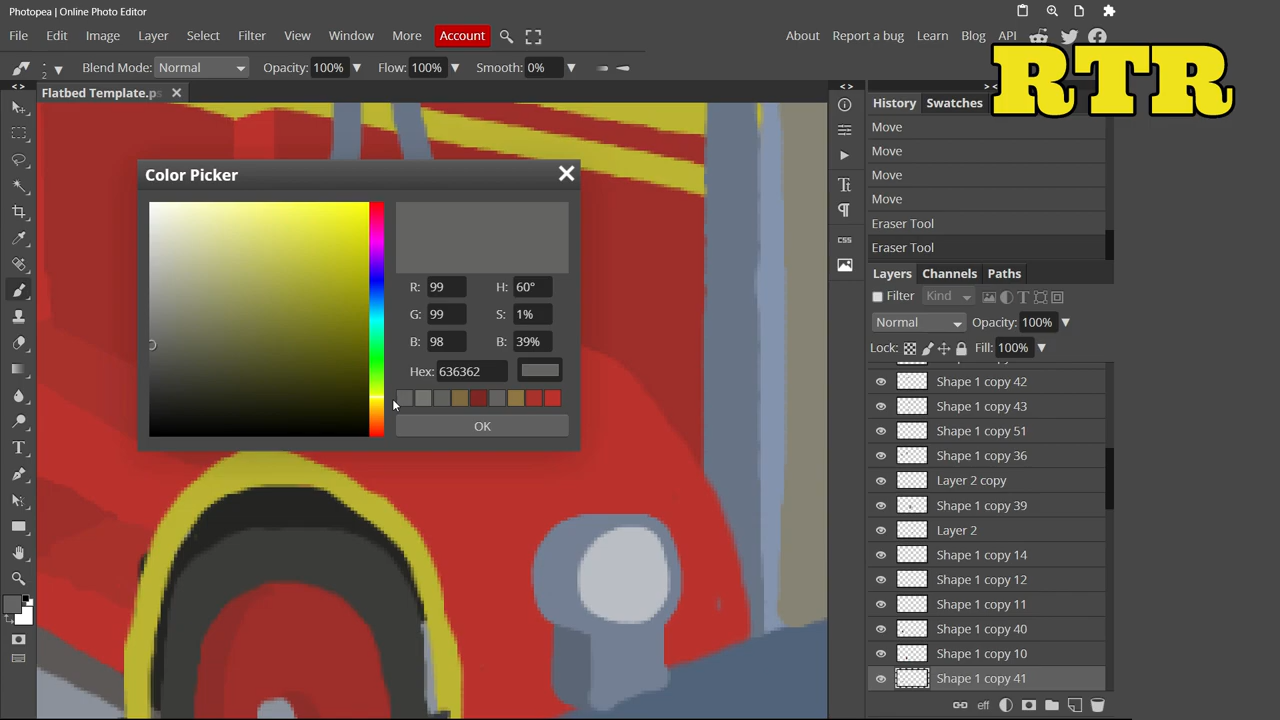 Photopea | Online Photo Editor
File Edit Image Layer Select Filter View Window More Account
About Report a bug Learn Blog API
RTR
2 Blend Mode: Normal Opacity: 100% Flow: 100% Smooth: 0%
Flatbed Template.ps
History Swatches
Move
Move
Move
Move
Eraser Tool
Eraser Tool
Color Picker
R: 99 H: 60°
G: 99 S: 1%
B: 98 B: 39%
Hex: 636362
OK
CSS
Layers Channels Paths
Filter Kind
Normal Opacity: 100%
Lock: Fill: 100%
Shape 1 copy 42
Shape 1 copy 43
Shape 1 copy 51
Shape 1 copy 36
Layer 2 copy
Shape 1 copy 39
Layer 2
Shape 1 copy 14
Shape 1 copy 12
Shape 1 copy 11
Shape 1 copy 40
Shape 1 copy 10
Shape 1 copy 41
eff